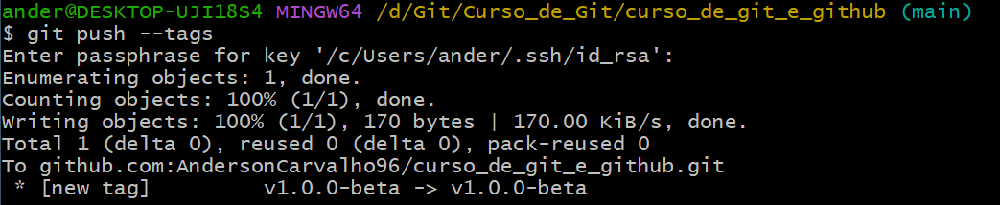 ander@DESKTOP-UJI18S4 MINGW64 /d/Git/Curso_de_Git/curso_de_git_e_github (main)
$ git push --tags
Enter passphrase for key '/c/Users/ander/.ssh/id_rsa':
Enumerating objects: 1, done.
Counting objects: 100% (1/1), done.
Writing objects: 100% (1/1), 170 bytes | 170.00 KiB/s, done.
Total 1 (delta 0), reused 0 (delta 0), pack-reused 0
To github.com:AndersonCarvalho96/curso_de_git_e_github.git
 * [new tag]         v1.0.0-beta -> v1.0.0-beta